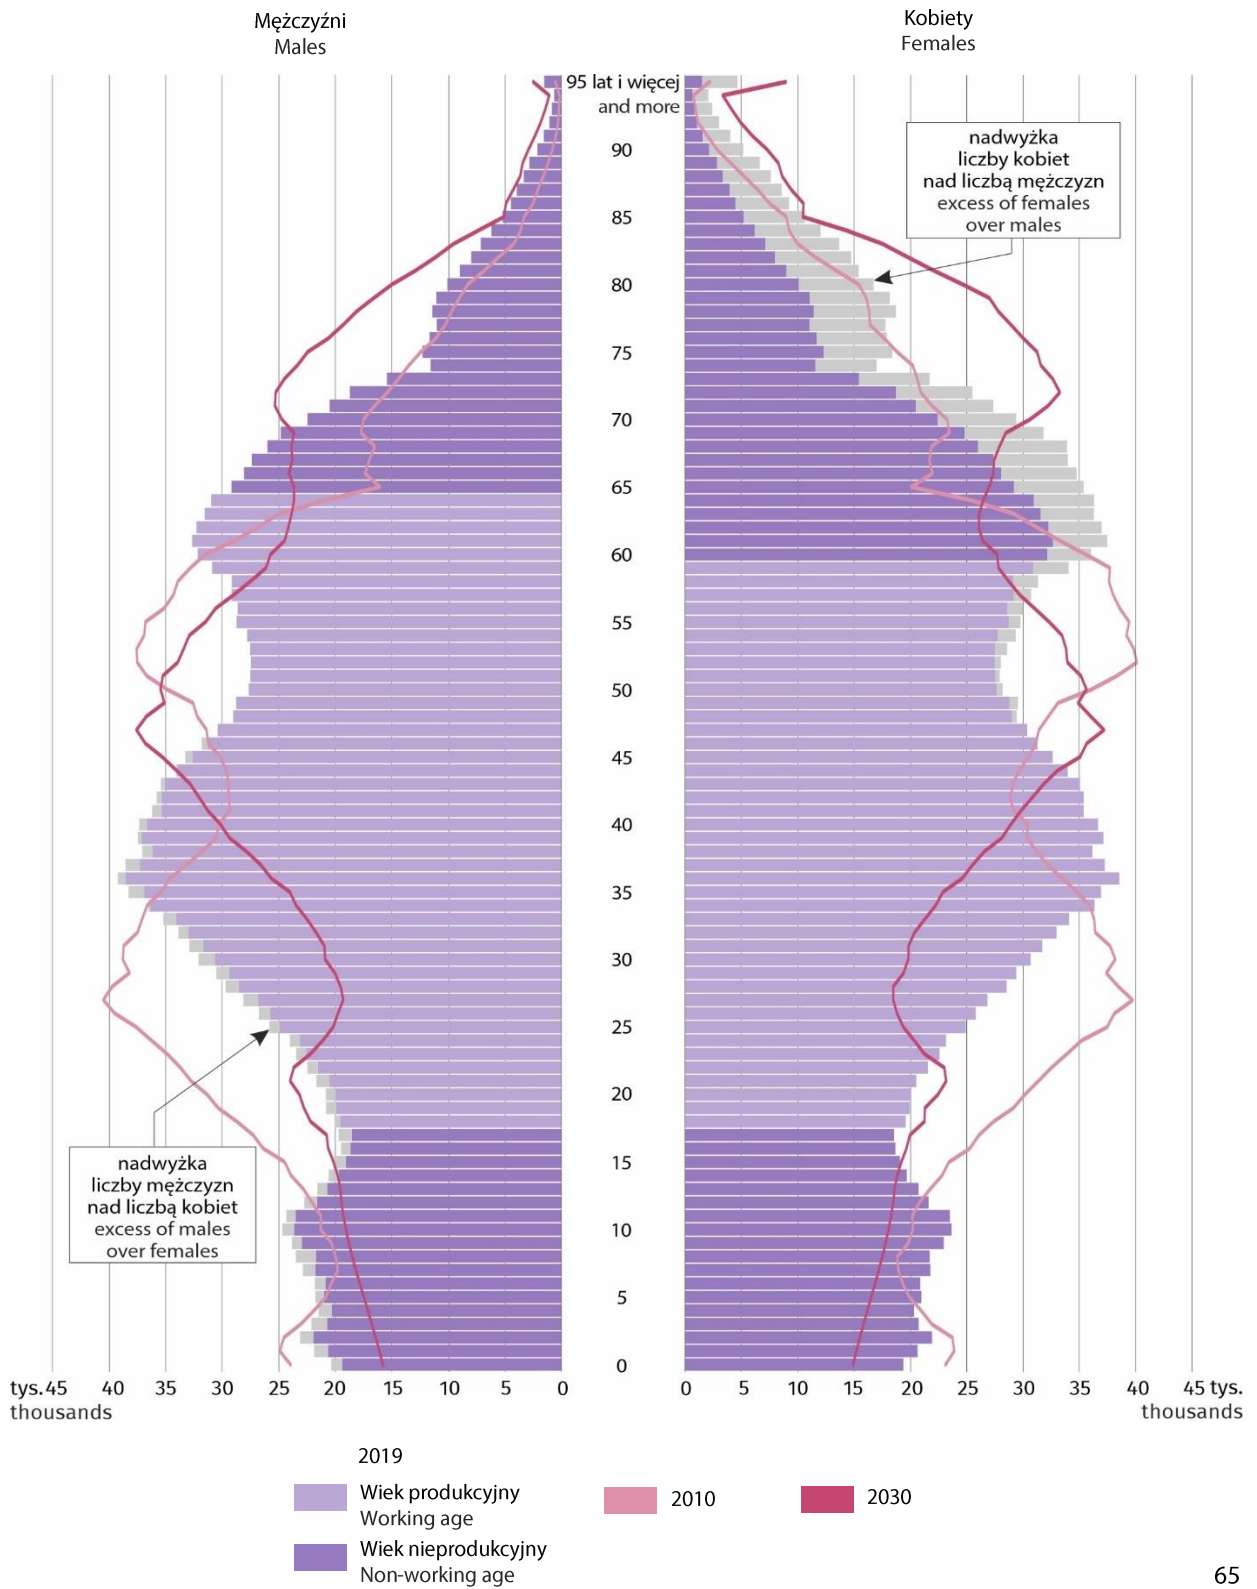 Mężczyźni
Males
Kobiety
Females
95 lat i więcej
and more
90
85
80
75
70
65
60
55
50
45
40
35
30
25
20
15
10
5
0
nadwyżka
liczby kobiet
nad liczbą mężczyzn
excess of females
over males
nadwyżka
liczby mężczyzn
nad liczbą kobiet
excess of males
over females
tys.45 40 35 30 25 20 15 10 5 0
thousands
0 5 10 15 20 25 30 35 40 45 tys.
thousands
2019
Wiek produkcyjny
Working age
Wiek nieprodukcyjny
Non-working age
2010
2030
65